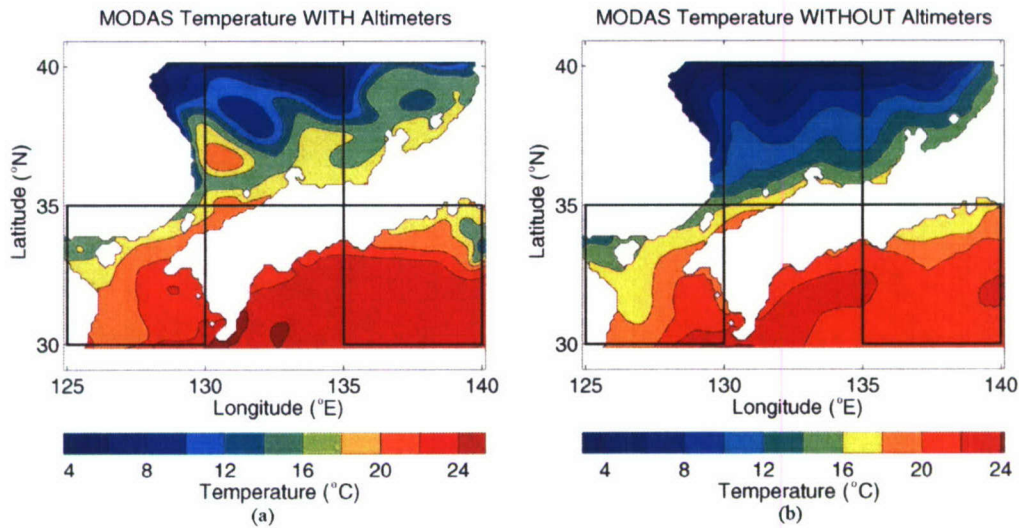 MODAS Temperature WITH Altimeters
40
35
30
Latitude (°N)
125 130 135 140
Longitude (°E)
4 8 12 16 20 24
Temperature (°C)
(a)
MODAS Temperature WITHOUT Altimeters
40
35
30
Latitude (°N)
125 130 135 140
Longitude (°E)
4 8 12 16 20 24
Temperature (°C)
(b)